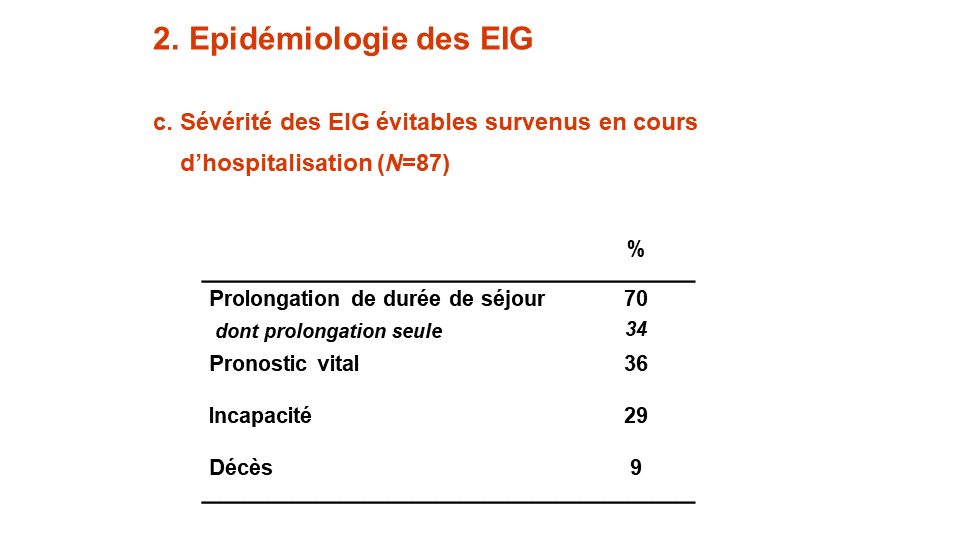 2. Epidémiologie des EIG
c. Sévérité des EIG évitables survenus en cours
d’hospitalisation (N=87)
%
Prolongation de durée de séjour 70
dont prolongation seule 34
Pronostic vital 36
Incapacité 29
Décès 9